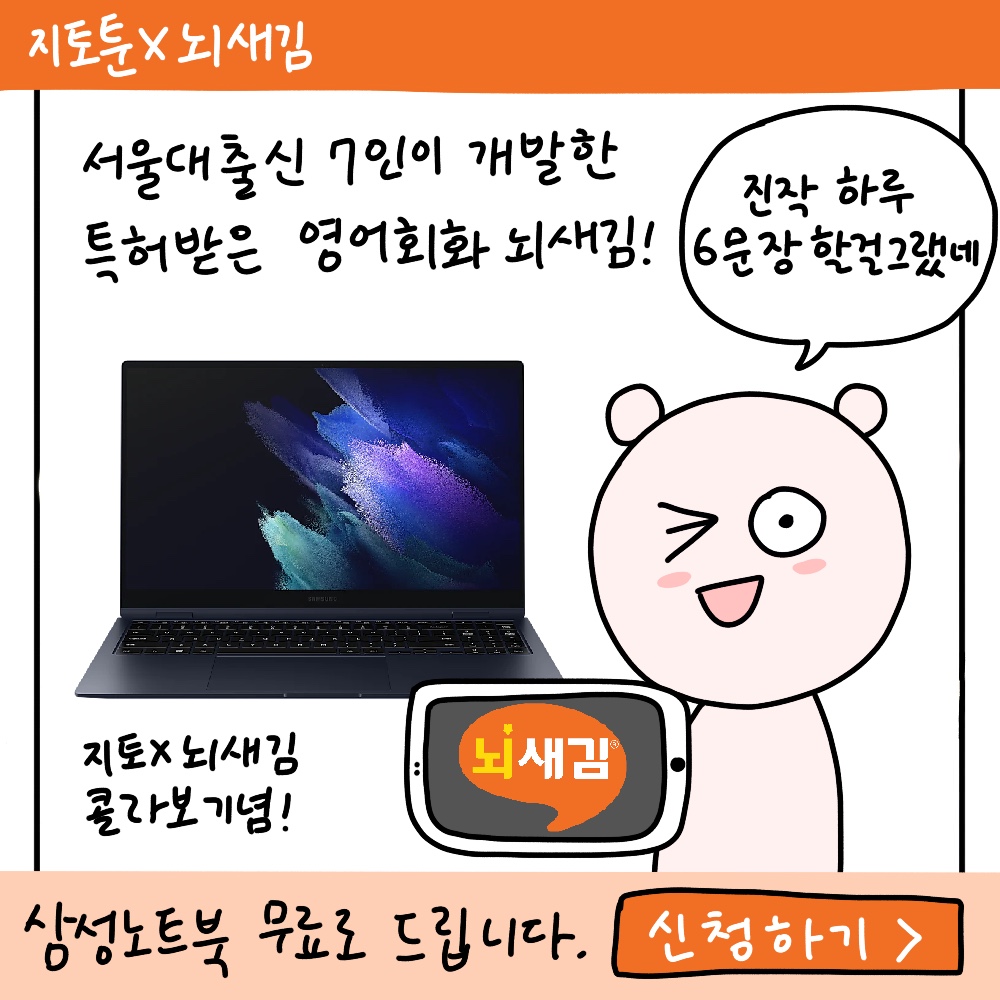 지토툰X뇌새김
서울대출신 7인이 개발한
특허받은 영어회화 뇌새김!
진작 하루
6문장할걸그랬네
SAMSUNG
뇌새김®
지토X뇌새김
콜라보기념!
삼성노트북 무료로 드립니다.
신청하기 >